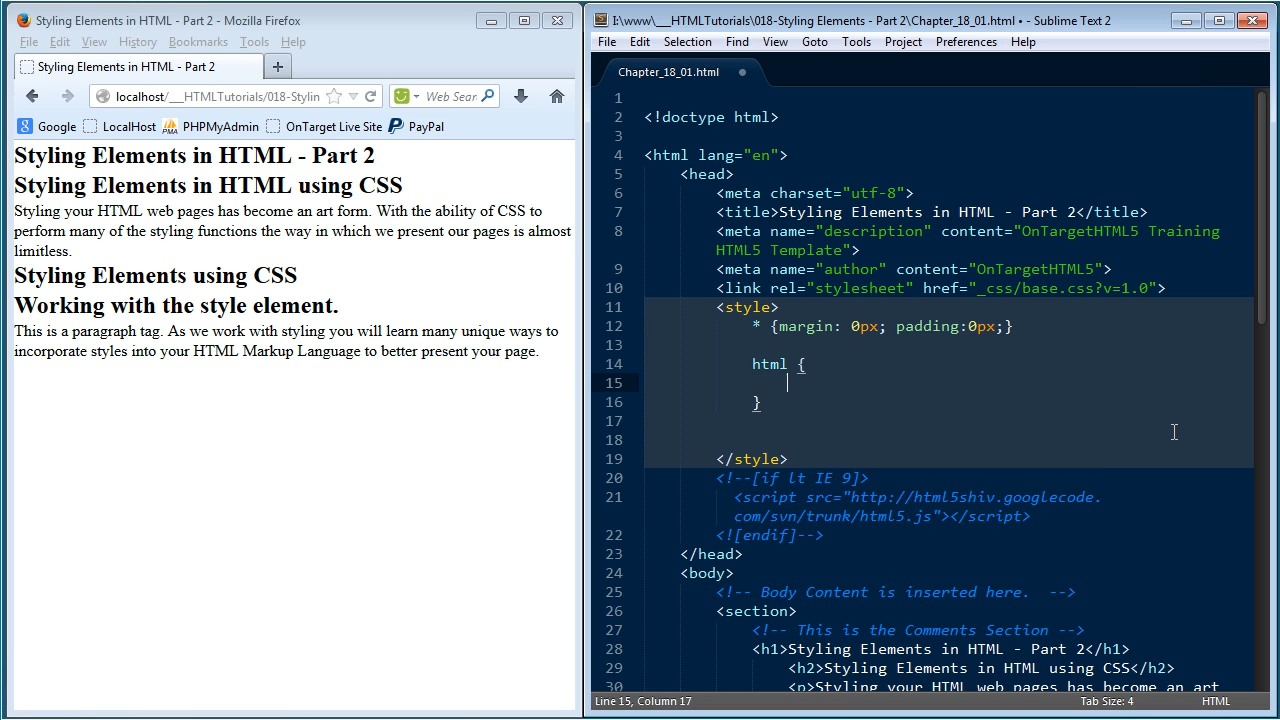 Styling Elements in HTML - Part 2 - Mozilla Firefox
File Edit View History Bookmarks Tools Help
Styling Elements in HTML - Part 2
localhost/___HTMLTutorials/018-Stylin
Web Sear
Google LocalHost PHPMyAdmin OnTarget Live Site PayPal
Styling Elements in HTML - Part 2
Styling Elements in HTML using CSS
Styling your HTML web pages has become an art form. With the ability of CSS to
perform many of the styling functions the way in which we present our pages is almost
limitless.
Styling Elements using CSS
Working with the style element.
This is a paragraph tag. As we work with styling you will learn many unique ways to
incorporate styles into your HTML Markup Language to better present your page.
I:\www\___HTMLTutorials\018-Styling Elements - Part 2\Chapter_18_01.html • - Sublime Text 2
File Edit Selection Find View Goto Tools Project Preferences Help
Chapter_18_01.html
1
2 <!doctype html>
3
4 <html lang="en">
5 <head>
6 <meta charset="utf-8">
7 <title>Styling Elements in HTML - Part 2</title>
8 <meta name="description" content="OnTargetHTML5 Training
HTML5 Template">
9 <meta name="author" content="OnTargetHTML5">
10 <link rel="stylesheet" href="_css/base.css?v=1.0">
11 <style>
12 * {margin: 0px; padding:0px;}
13
14 html {
15
16 }
17
18
19 </style>
20 <!--[if lt IE 9]>
21 <script src="http://html5shiv.googlecode.
com/svn/trunk/html5.js"></script>
22 <![endif]-->
23 </head>
24 <body>
25 <!-- Body Content is inserted here.  -->
26 <section>
27 <!-- This is the Comments Section -->
28 <h1>Styling Elements in HTML - Part 2</h1>
29 <h2>Styling Elements in HTML using CSS</h2>
30 <p>Styling your HTML web pages has become an art
Line 15, Column 17 Tab Size: 4 HTML